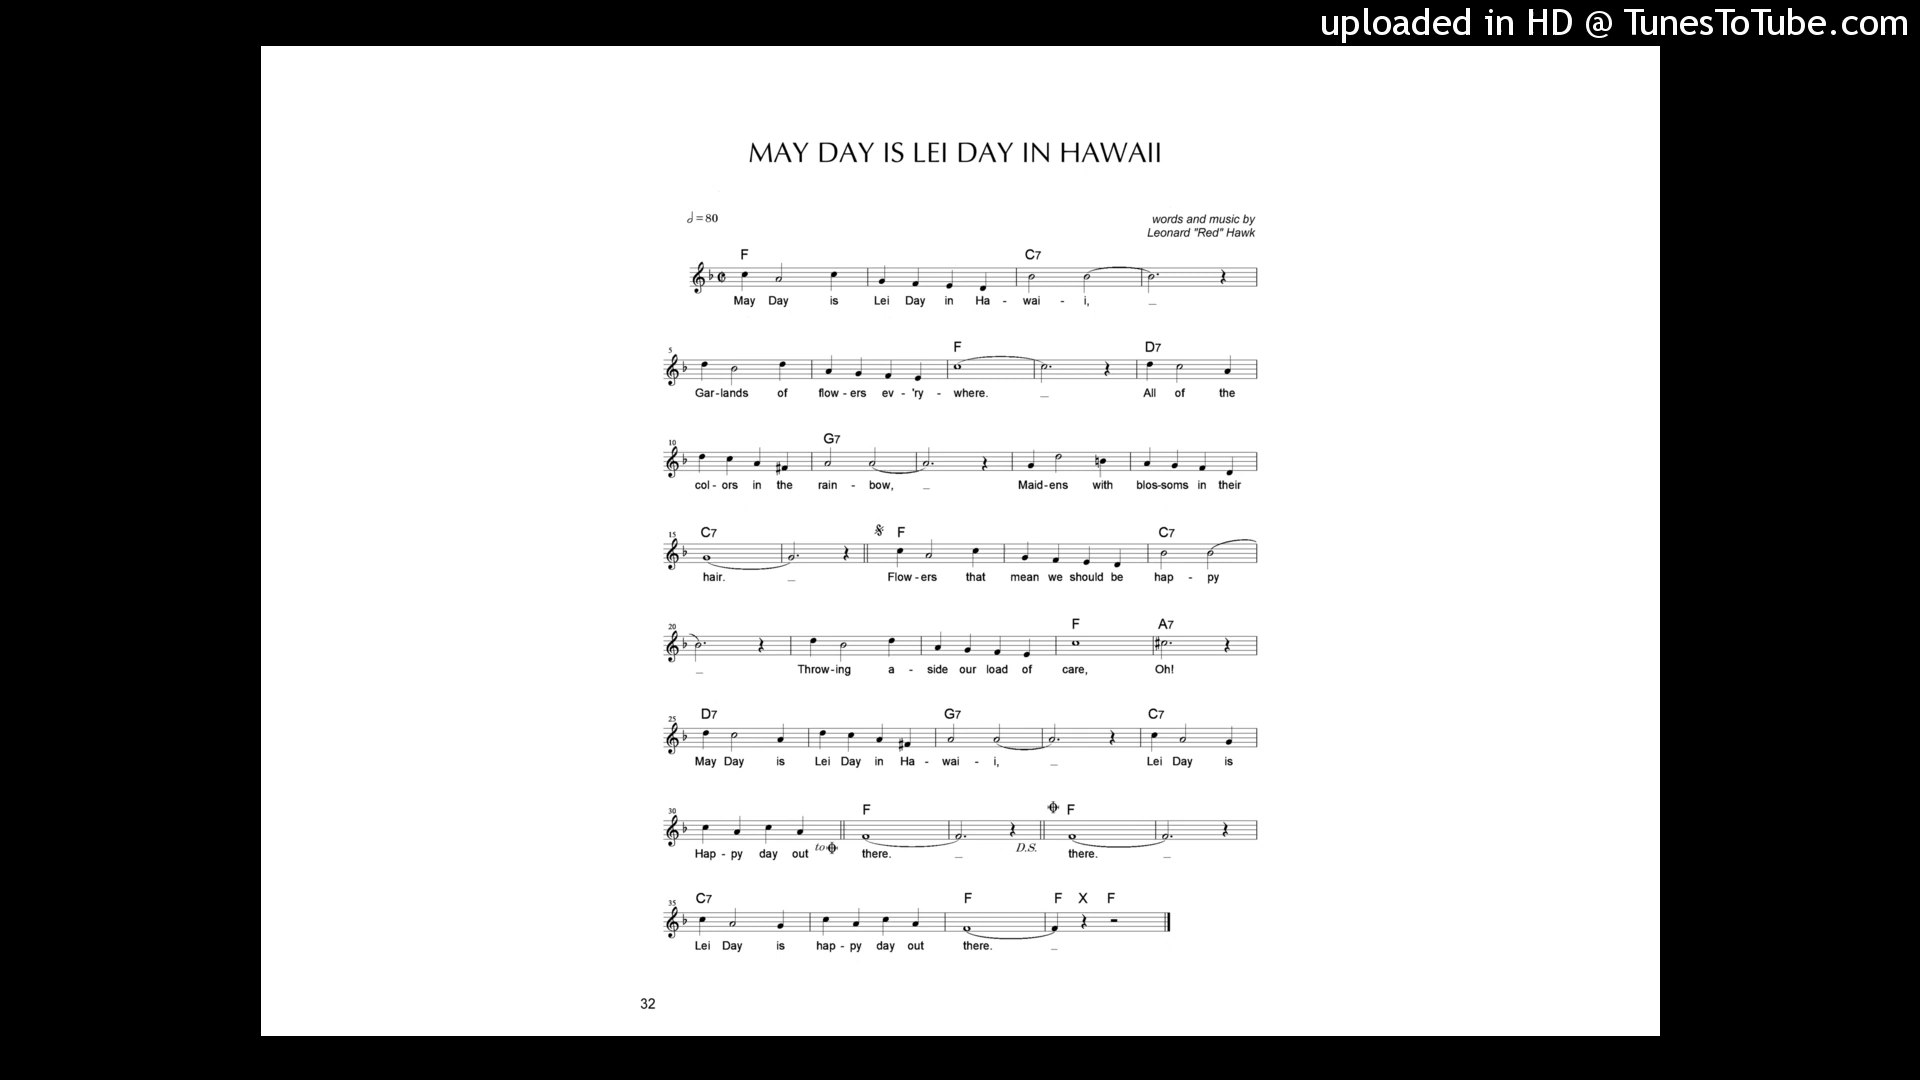 uploaded in HD @ TunesToTube.com
MAY DAY IS LEI DAY IN HAWAII
=80
words and music by
Leonard "Red" Hawk
F C7
May Day is Lei Day in Ha - wai - i, _
5
F D7
Gar-lands of flow-ers ev-'ry - where. _ All of the
10
G7
col-ors in the rain - bow, _ Maid-ens with blos-soms in their
15
C7 F C7
hair. _ Flow-ers that mean we should be hap - py
20
F A7
_ Throw-ing a - side our load of care, Oh!
25
D7 G7 C7
May Day is Lei Day in Ha - wai - i, _ Lei Day is
30
F F
Hap - py day out to there. _ D.S. there. _
35
C7 F F X F
Lei Day is hap - py day out there. _
32